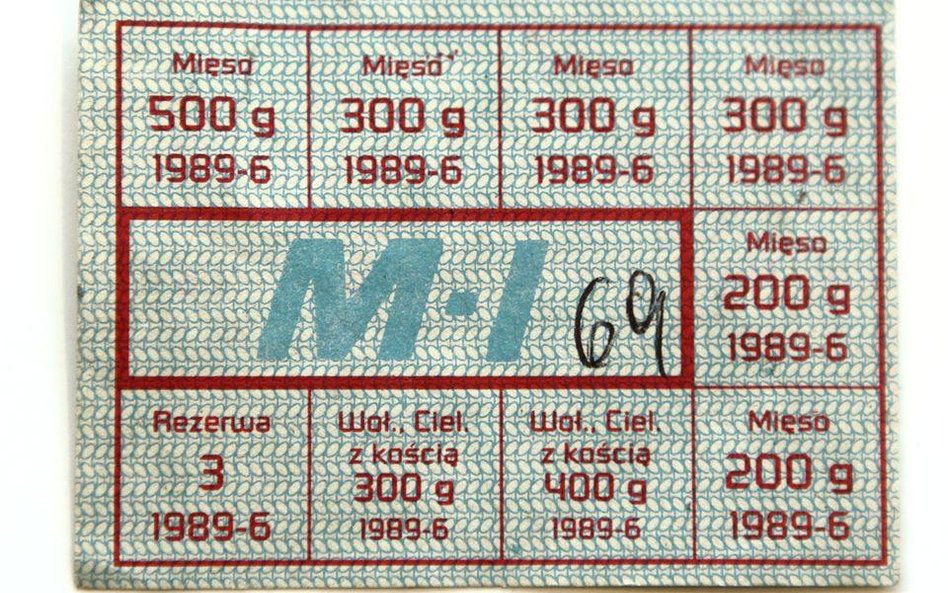 Mięso
500 g
1989-6
Mięso
300 g
1989-6
Mięso
300 g
1989-6
Mięso
300 g
1989-6
M·I
69
Mięso
200 g
1989-6
Rezerwa
3
1989-6
Woł., Ciel.
z kością
300 g
1989-6
Woł., Ciel.
z kością
400 g
1989-6
Mięso
200 g
1989-6